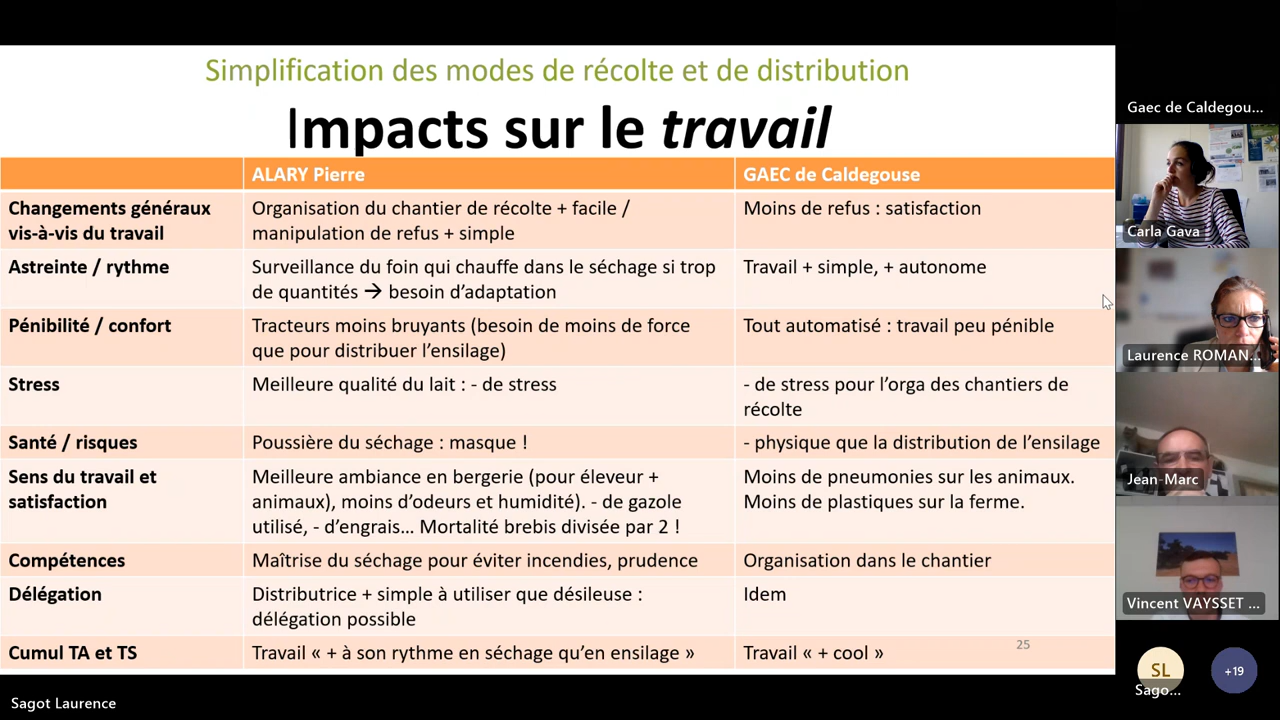 Simplification des modes de récolte et de distribution
Impacts sur le travail
ALARY Pierre
GAEC de Caldegouse
Changements généraux
vis-à-vis du travail
Organisation du chantier de récolte + facile /
manipulation de refus + simple
Moins de refus : satisfaction
Astreinte / rythme
Surveillance du foin qui chauffe dans le séchage si trop
de quantités → besoin d’adaptation
Travail + simple, + autonome
Pénibilité / confort
Tracteurs moins bruyants (besoin de moins de force
que pour distribuer l’ensilage)
Tout automatisé : travail peu pénible
Stress
Meilleure qualité du lait : - de stress
- de stress pour l’orga des chantiers de
récolte
Santé / risques
Poussière du séchage : masque !
- physique que la distribution de l’ensilage
Sens du travail et
satisfaction
Meilleure ambiance en bergerie (pour éleveur +
animaux), moins d’odeurs et humidité). - de gazole
utilisé, - d’engrais… Mortalité brebis divisée par 2 !
Moins de pneumonies sur les animaux.
Moins de plastiques sur la ferme.
Compétences
Maîtrise du séchage pour éviter incendies, prudence
Organisation dans le chantier
Délégation
Distributrice + simple à utiliser que désileuse :
délégation possible
Idem
Cumul TA et TS
Travail « + à son rythme en séchage qu’en ensilage »
Travail « + cool »
25
Gaec de Caldegou...
Carla Gava
Laurence ROMAN...
Jean-Marc
Vincent VAYSSET ...
SL
Sago...
+19
Sagot Laurence